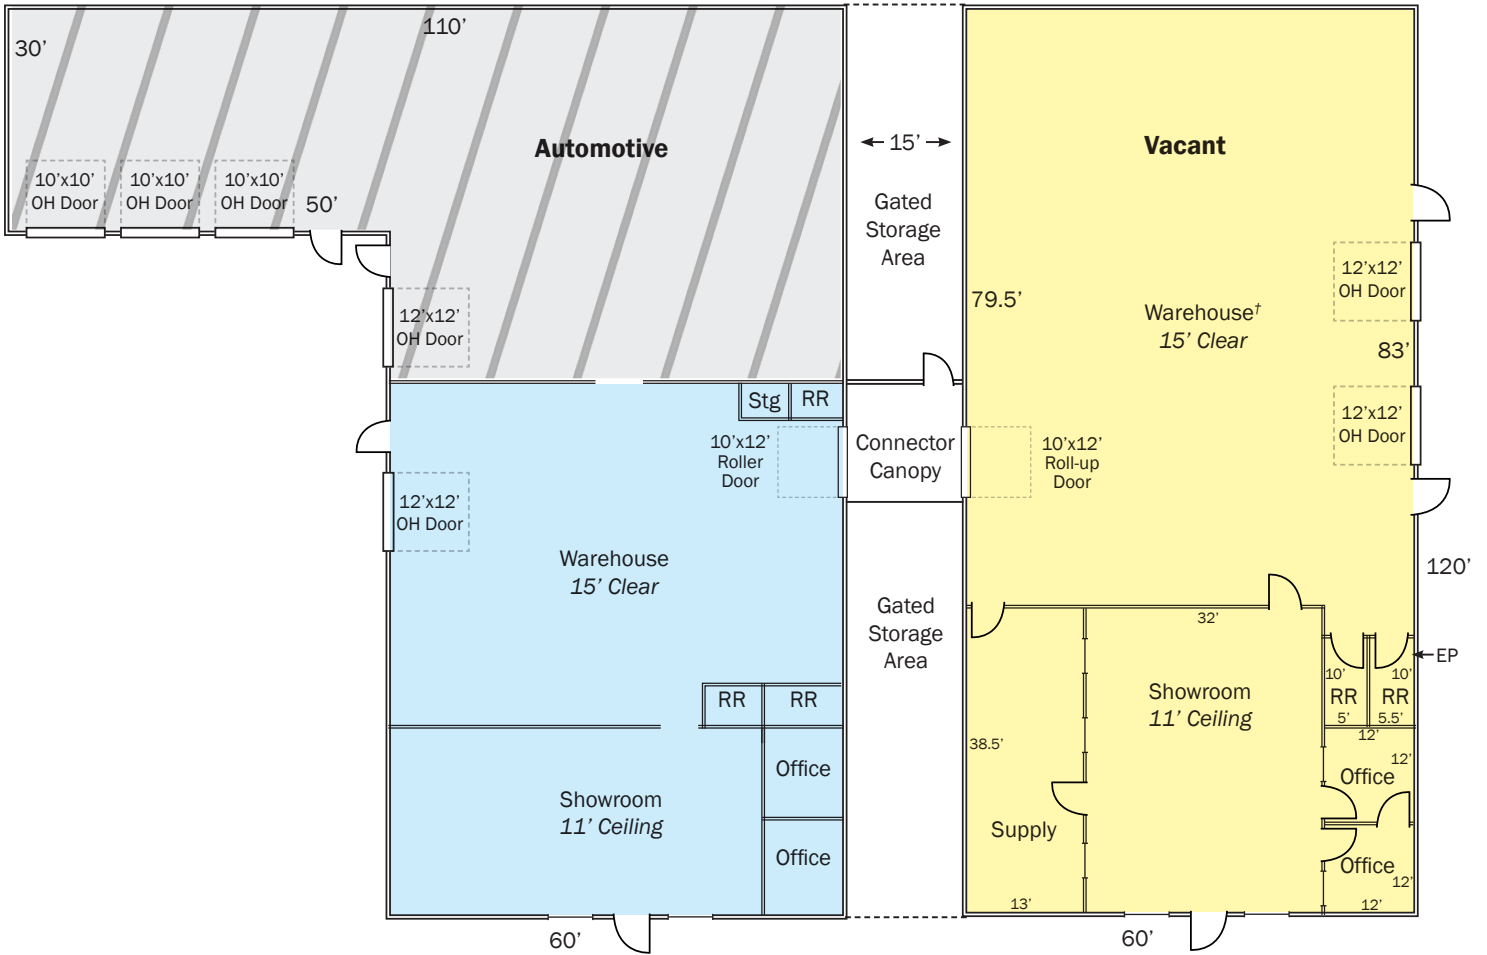 30’
110’
Automotive
10’x10’
OH Door
10’x10’
OH Door
10’x10’
OH Door
50’
12’x12’
OH Door
Stg
RR
10’x12’
Roller
Door
12’x12’
OH Door
Warehouse
15’ Clear
RR
RR
Office
Showroom
11’ Ceiling
Office
60’
15’
Gated
Storage
Area
Connector
Canopy
Gated
Storage
Area
Vacant
12’x12’
OH Door
79.5’
Warehouse†
15’ Clear
83’
12’x12’
OH Door
10’x12’
Roll-up
Door
120’
32’
EP
10’
10’
RR
RR
5’
5.5’
Showroom
11’ Ceiling
38.5’
12’
12’
Office
Supply
Office
12’
13’
12’
60’